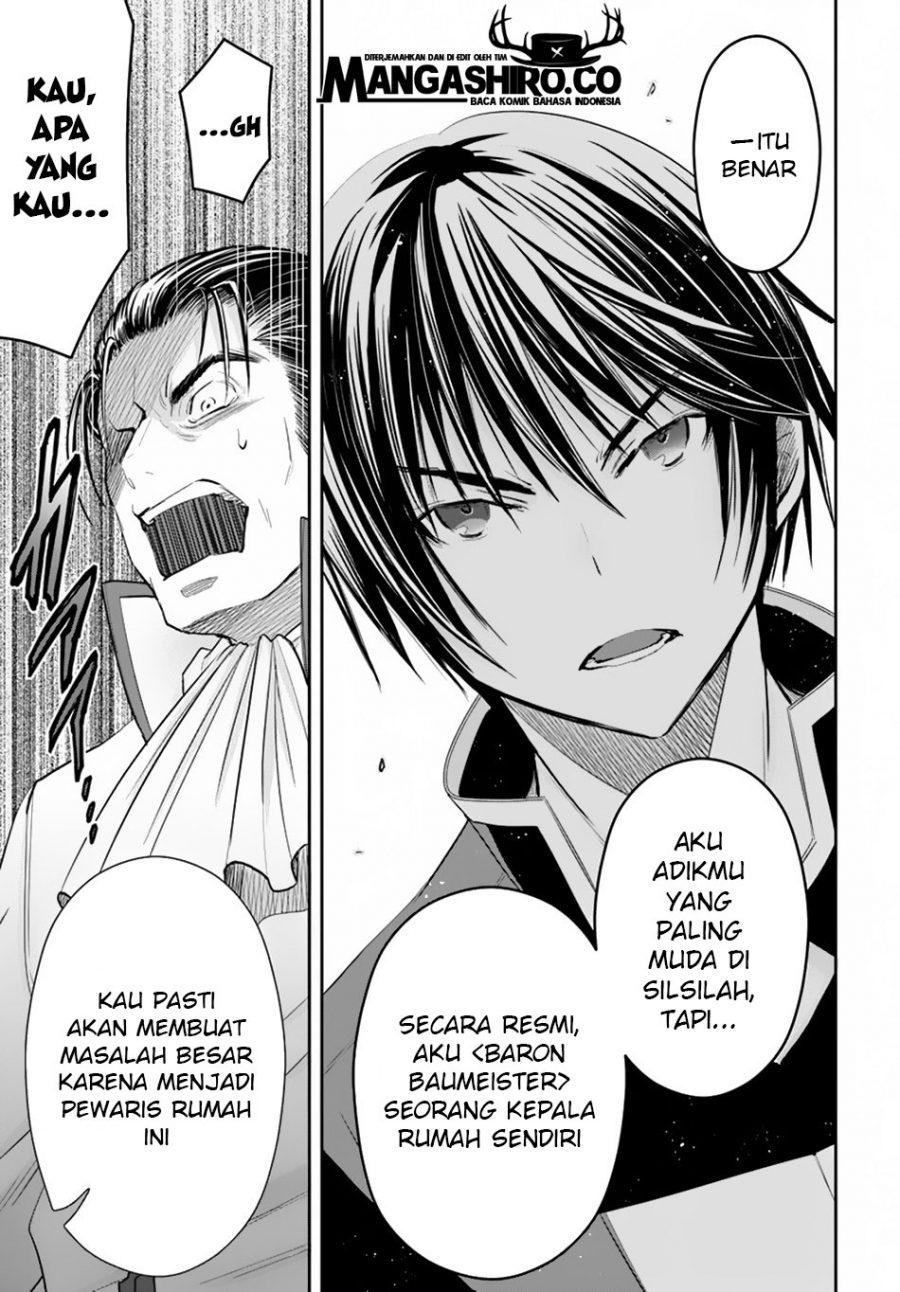 DITERJEMAHKAN DAN DI EDIT OLEH TIM
MANGASHIRO.CO
BACA KOMIK BAHASA INDONESIA
—ITU
BENAR
AKU
ADIKMU
YANG
PALING
MUDA DI
SILSILAH,
TAPI...
SECARA RESMI,
AKU <BARON
BAUMEISTER>
SEORANG KEPALA
RUMAH SENDIRI
...GH
KAU,
APA
YANG
KAU...
KAU PASTI
AKAN MEMBUAT
MASALAH BESAR
KARENA MENJADI
PEWARIS RUMAH
INI